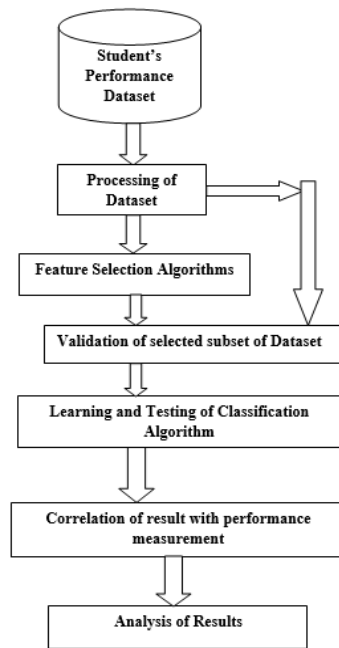 Student's
Performance
Dataset
Processing of
Dataset
Feature Selection Algorithms
Validation of selected subset of Dataset
Learning and Testing of Classification
Algorithm
Correlation of result with performance
measurement
Analysis of Results